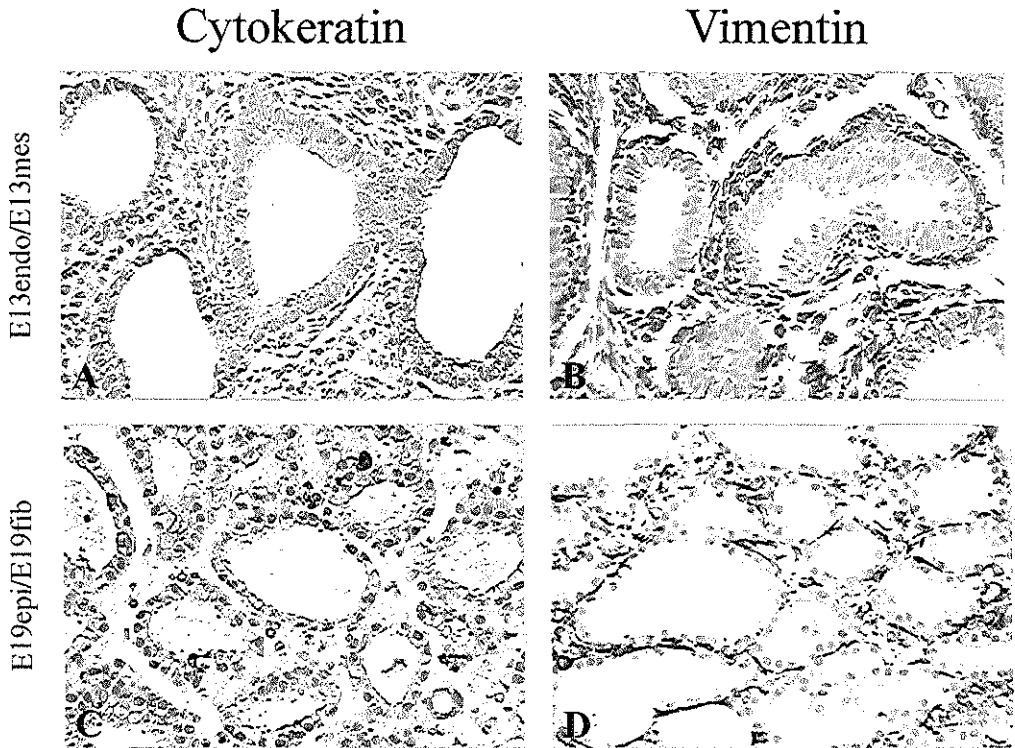 Cytokeratin
Vimentin
E13endo/E13mes
A
B
E19epi/E19fib
C
D